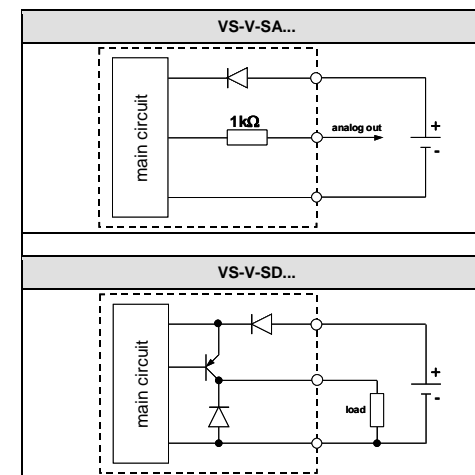 VS-V-SA...
main circuit
1kΩ
analog out
+
-
VS-V-SD...
main circuit
load
+
-